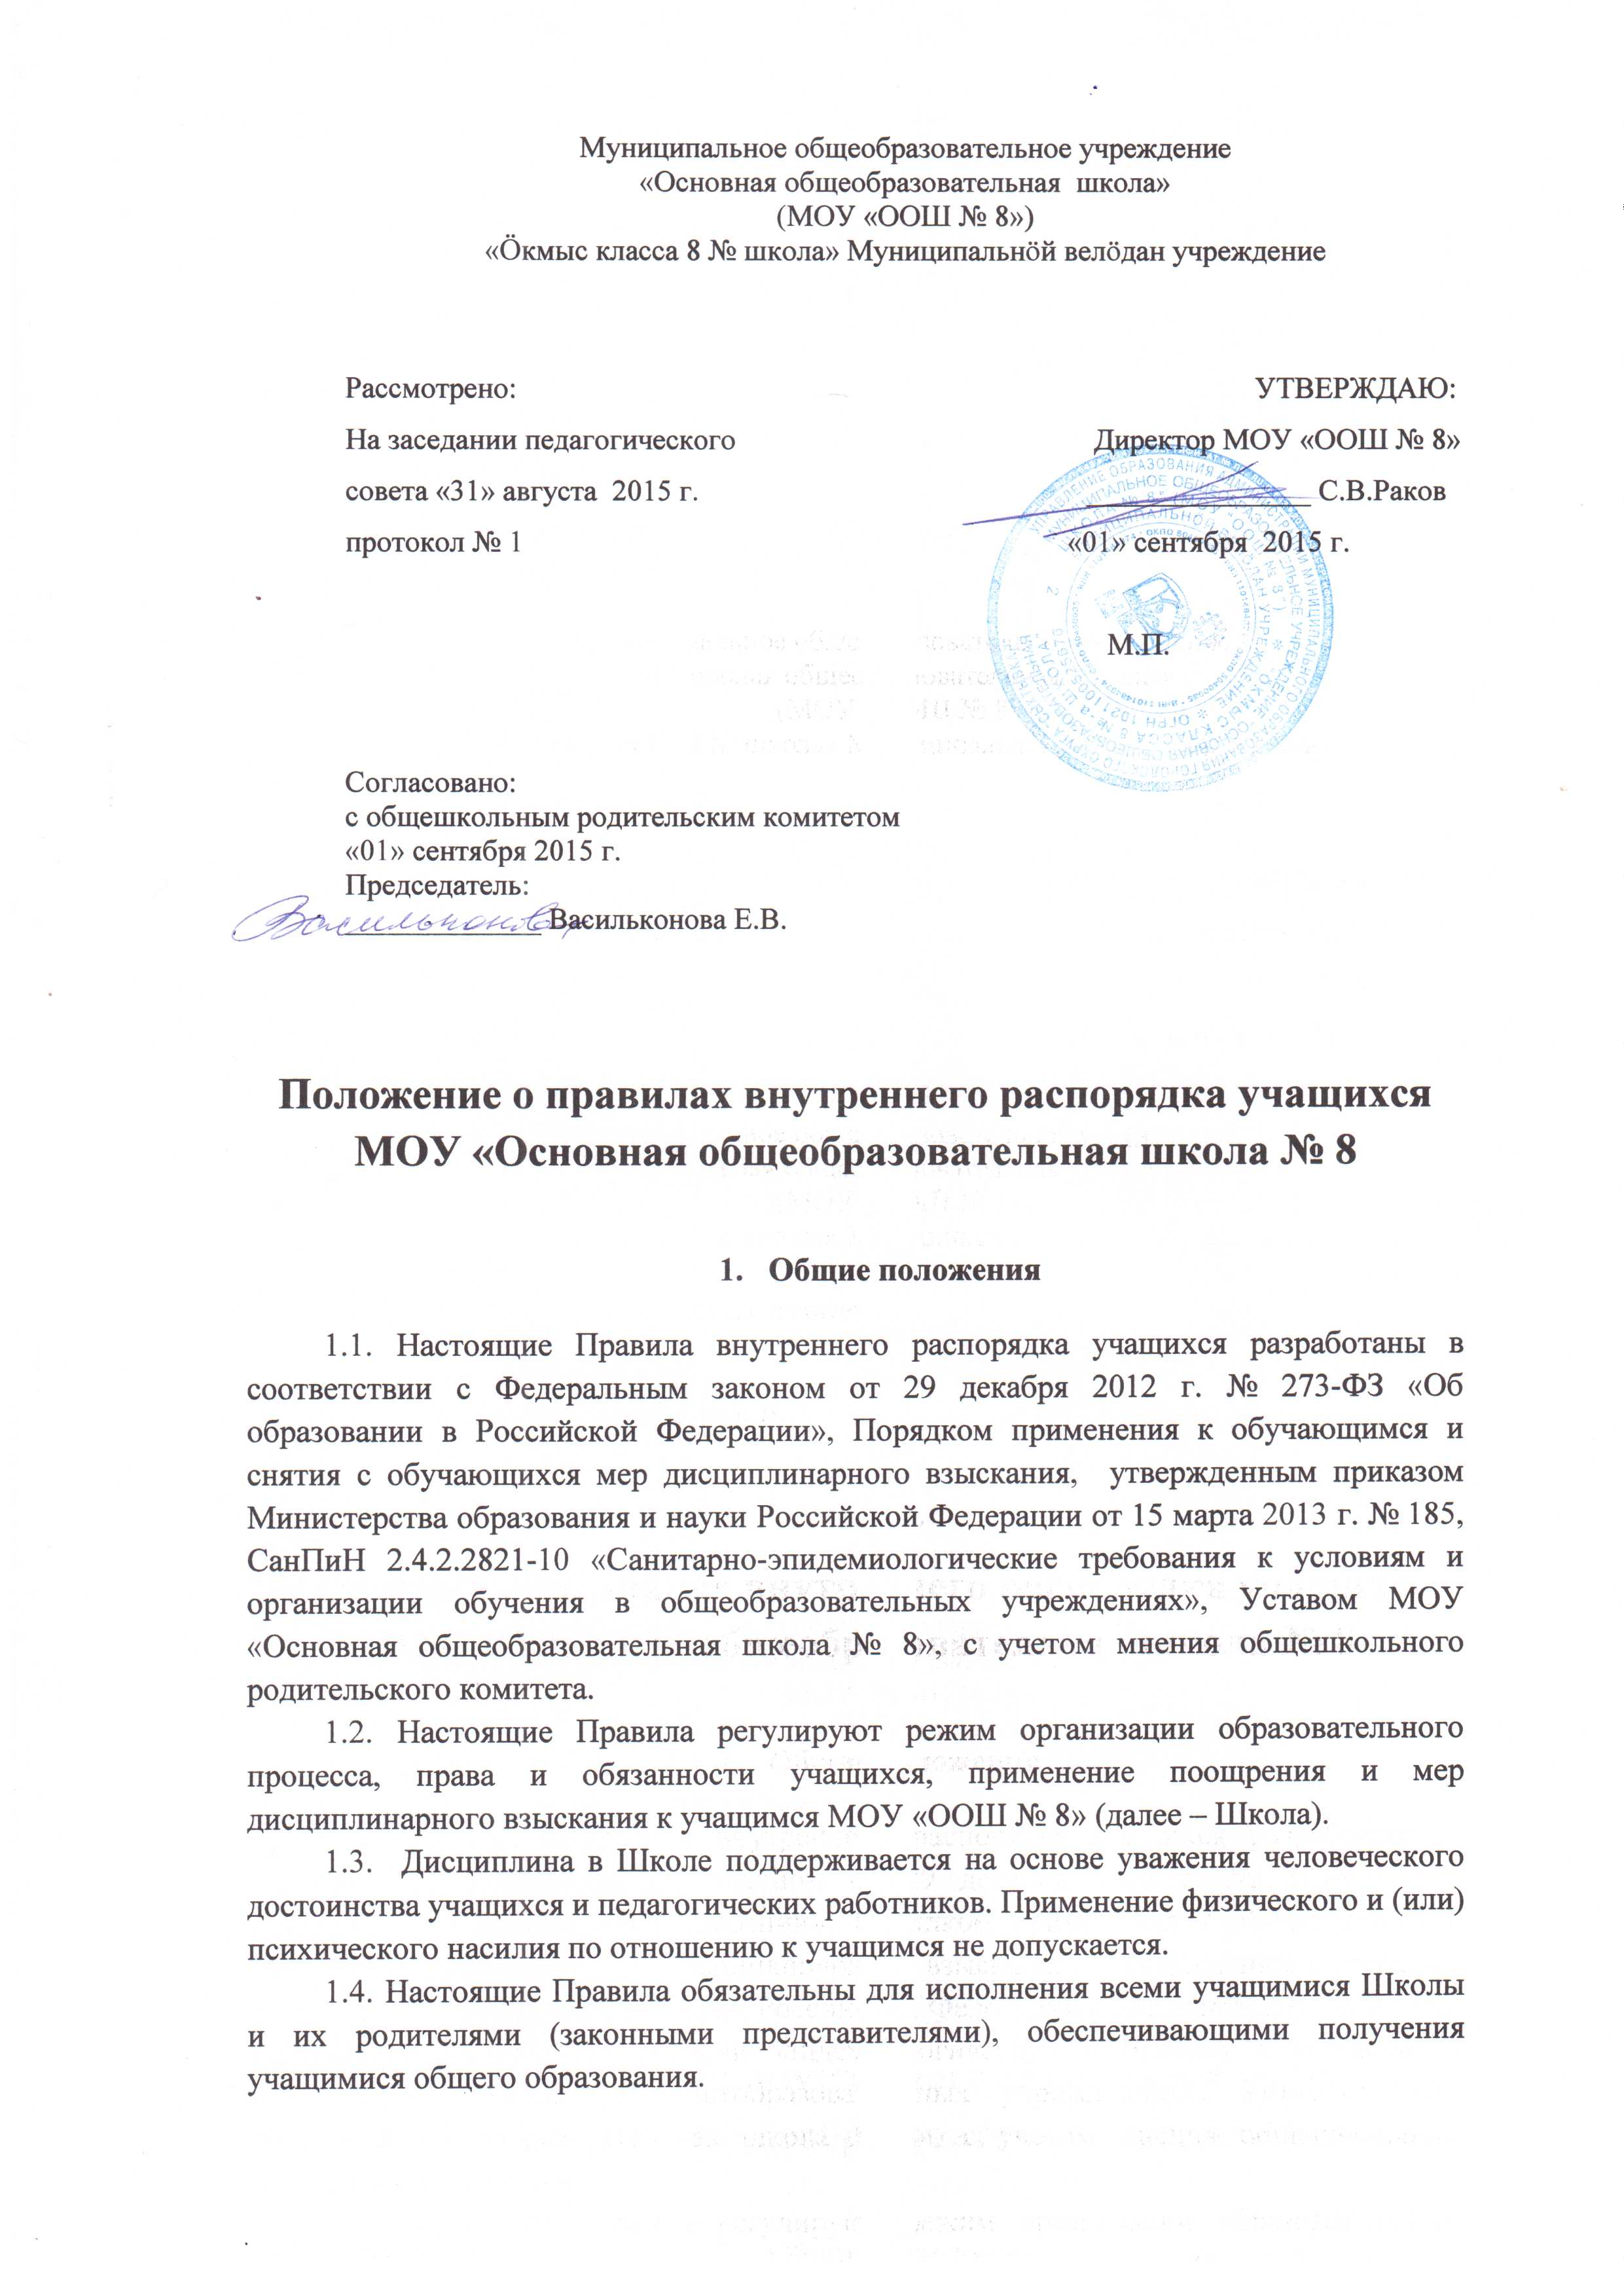 Муниципальное общеобразовательное учреждение
«Основная общеобразовательная школа»
(МОУ «ООШ № 8»)
«Öкмыс класса 8 № школа» Муниципальнöй велöдан учреждение
Рассмотрено:
На заседании педагогического
совета «31» августа 2015 г.
протокол № 1
УТВЕРЖДАЮ:
Директор МОУ «ООШ № 8»
С.В.Раков
«01» сентября 2015 г.
М.П.
Согласовано:
с общешкольным родительским комитетом
«01» сентября 2015 г.
Председатель:
Васильконова Васильконова Е.В.
Положение о правилах внутреннего распорядка учащихся
МОУ «Основная общеобразовательная школа № 8
1. Общие положения
1.1. Настоящие Правила внутреннего распорядка учащихся разработаны в
соответствии с Федеральным законом от 29 декабря 2012 г. № 273-ФЗ «Об
образовании в Российской Федерации», Порядком применения к обучающимся и
снятия с обучающихся мер дисциплинарного взыскания, утвержденным приказом
Министерства образования и науки Российской Федерации от 15 марта 2013 г. № 185,
СанПиН 2.4.2.2821-10 «Санитарно-эпидемиологические требования к условиям и
организации обучения в общеобразовательных учреждениях», Уставом МОУ
«Основная общеобразовательная школа № 8», с учетом мнения общешкольного
родительского комитета.
1.2. Настоящие Правила регулируют режим организации образовательного
процесса, права и обязанности учащихся, применение поощрения и мер
дисциплинарного взыскания к учащимся МОУ «ООШ № 8» (далее – Школа).
1.3. Дисциплина в Школе поддерживается на основе уважения человеческого
достоинства учащихся и педагогических работников. Применение физического и (или)
психического насилия по отношению к учащимся не допускается.
1.4. Настоящие Правила обязательны для исполнения всеми учащимися Школы
и их родителями (законными представителями), обеспечивающими получения
учащимися общего образования.